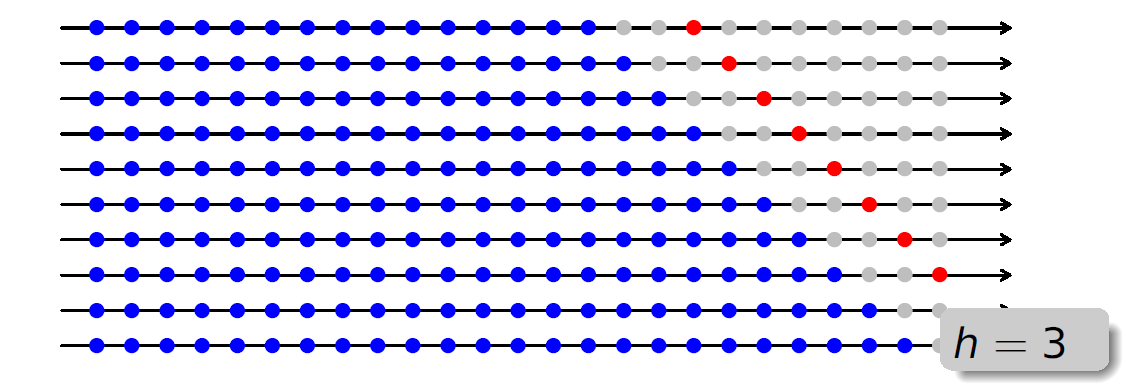 h = 3